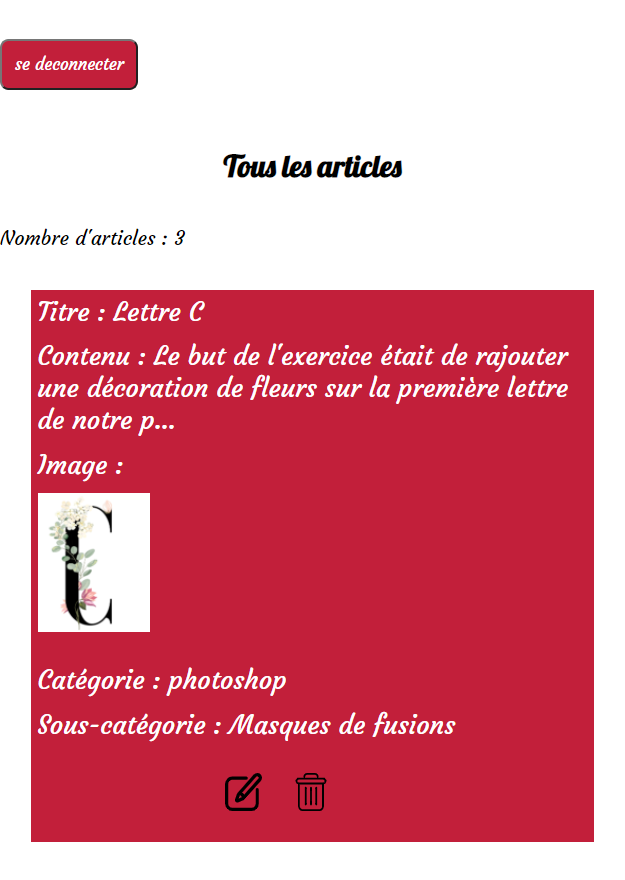 se deconnecter
Tous les articles
Nombre d'articles : 3
Titre : Lettre C
Contenu : Le but de l'exercice était de rajouter
une décoration de fleurs sur la première lettre
de notre p...
Image :
C
Catégorie : photoshop
Sous-catégorie : Masques de fusions